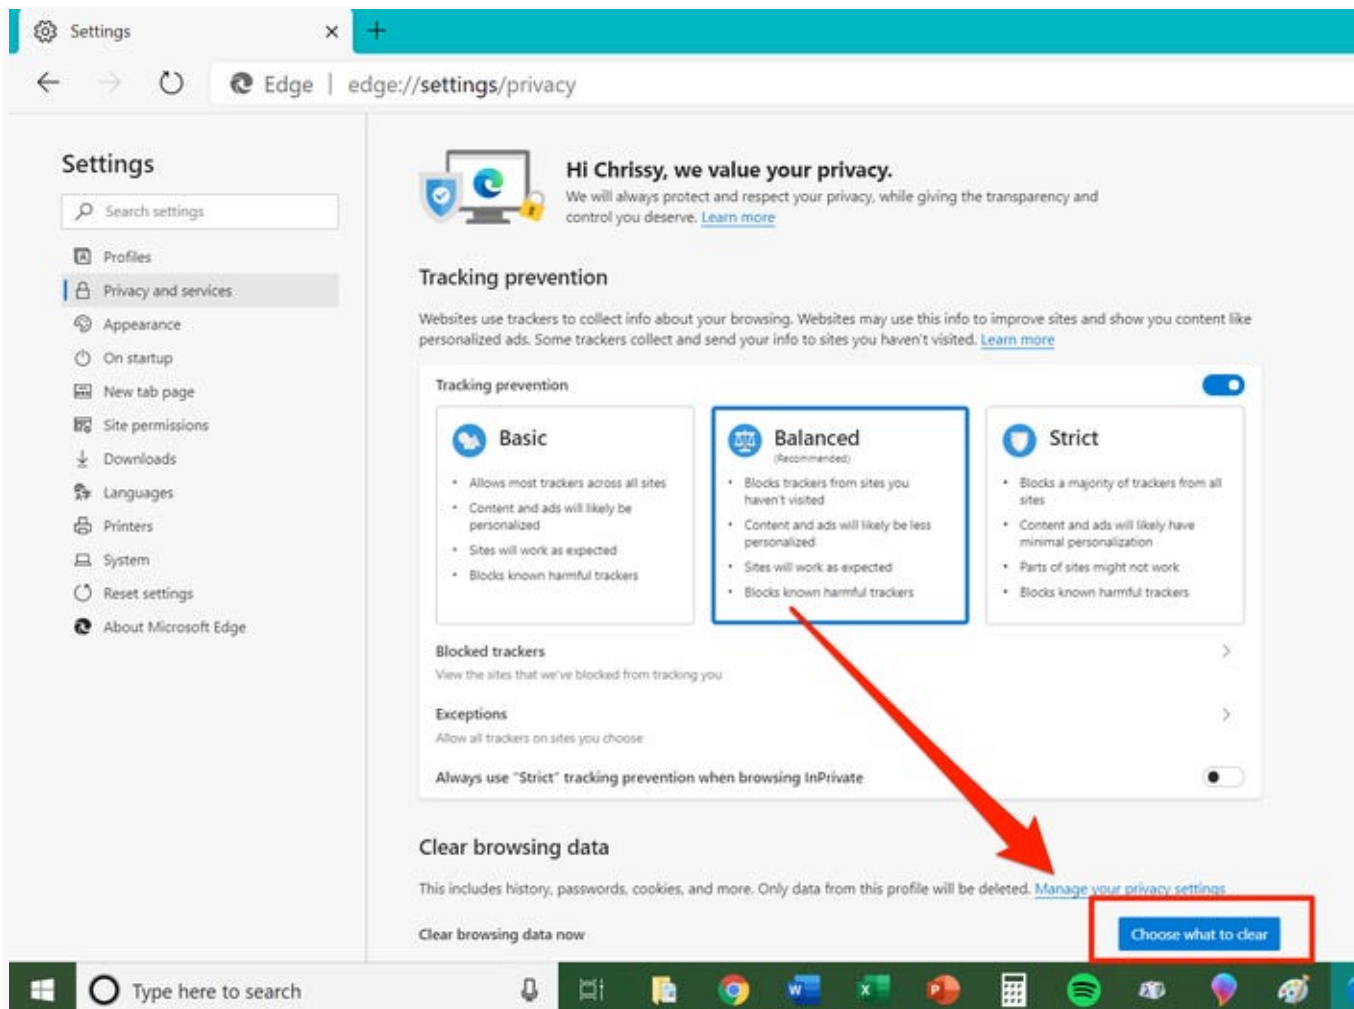 Settings
Edge | edge://settings/privacy
Settings
Search settings
Profiles
Privacy and services
Appearance
On startup
New tab page
Site permissions
Downloads
Languages
Printers
System
Reset settings
About Microsoft Edge
Hi Chrissy, we value your privacy.
We will always protect and respect your privacy, while giving the transparency and
control you deserve. Learn more
Tracking prevention
Websites use trackers to collect info about your browsing. Websites may use this info to improve sites and show you content like
personalized ads. Some trackers collect and send your info to sites you haven't visited. Learn more
Tracking prevention
Basic
• Allows most trackers across all sites
• Content and ads will likely be
personalized
• Sites will work as expected
• Blocks known harmful trackers
Balanced
(Recommended)
• Blocks trackers from sites you
haven't visited
• Content and ads will likely be less
personalized
• Sites will work as expected
• Blocks known harmful trackers
Strict
• Blocks a majority of trackers from all
sites
• Content and ads will likely have
minimal personalization
• Parts of sites might not work
• Blocks known harmful trackers
Blocked trackers
View the sites that we've blocked from tracking you
Exceptions
Allow all trackers on sites you choose
Always use "Strict" tracking prevention when browsing InPrivate
Clear browsing data
This includes history, passwords, cookies, and more. Only data from this profile will be deleted. Manage your privacy settings
Clear browsing data now
Choose what to clear
Type here to search